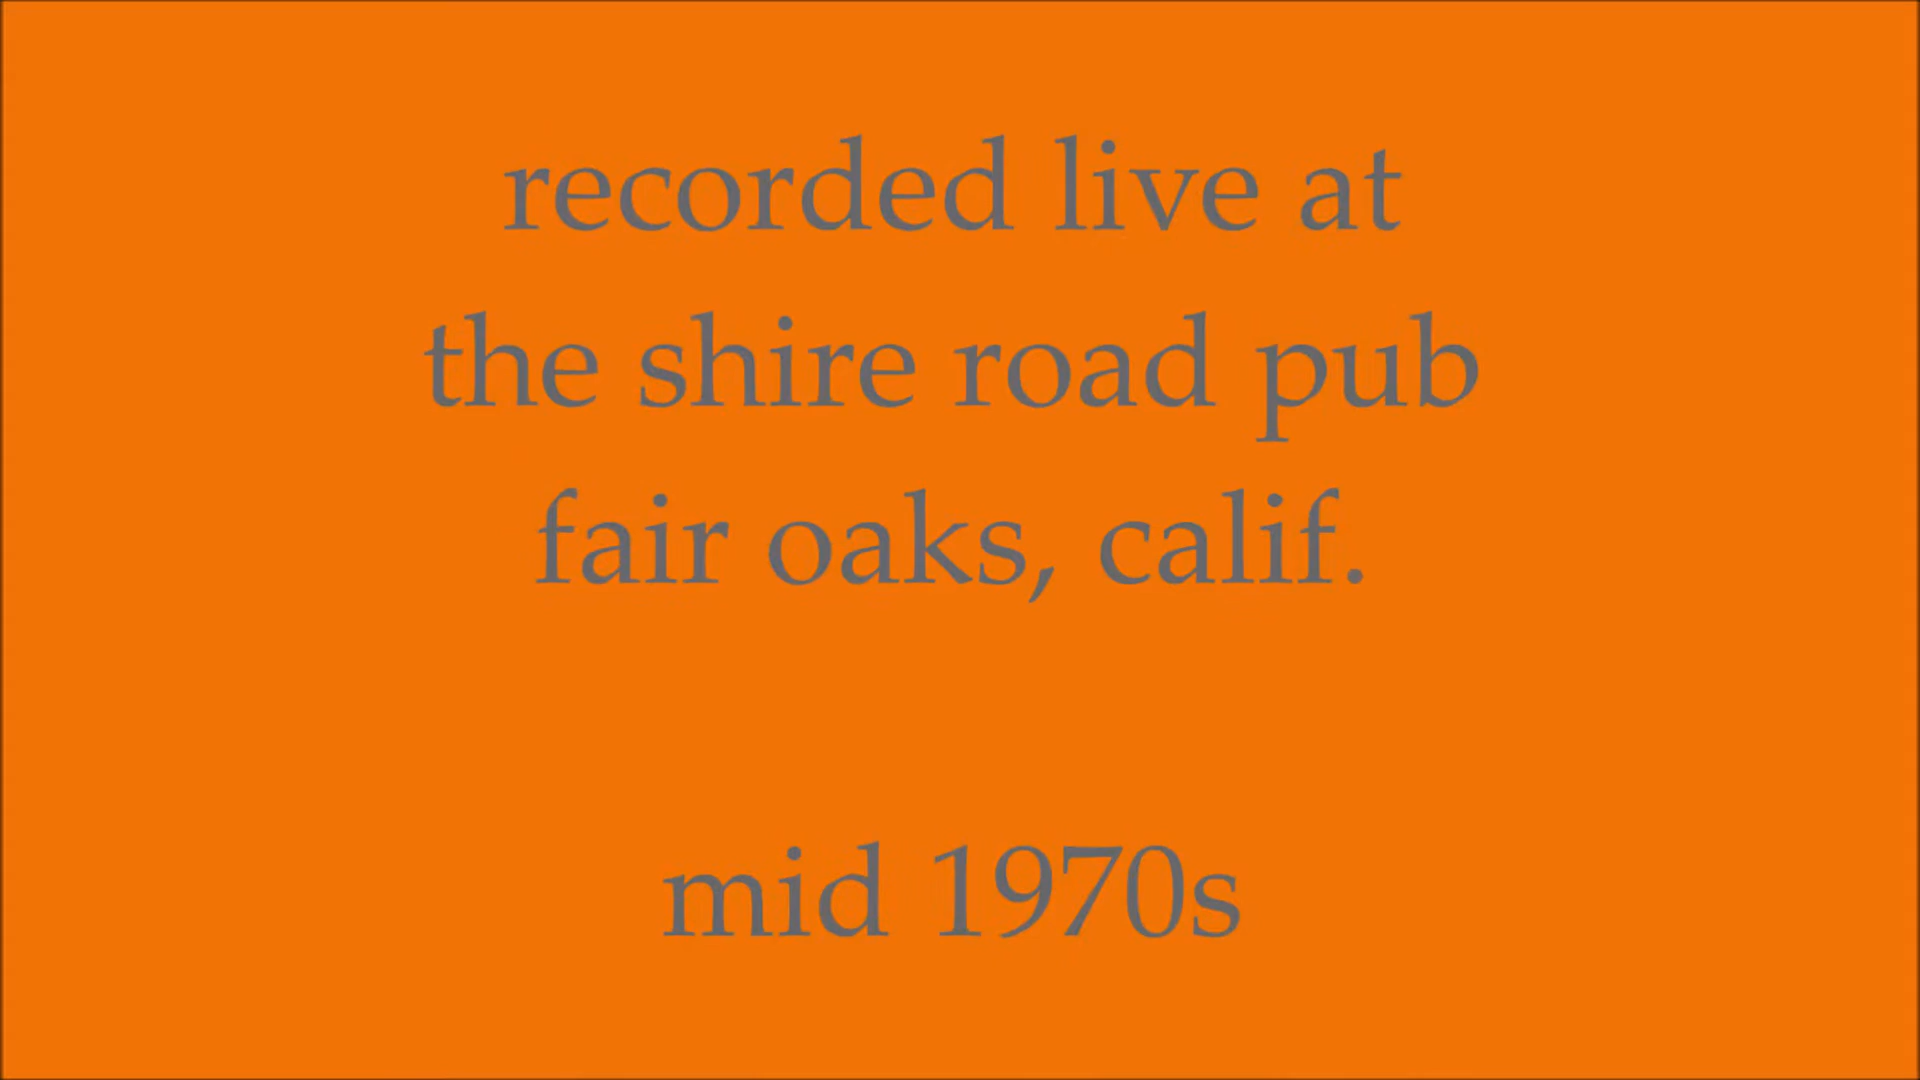 recorded live at
the shire road pub
fair oaks, calif.
mid 1970s